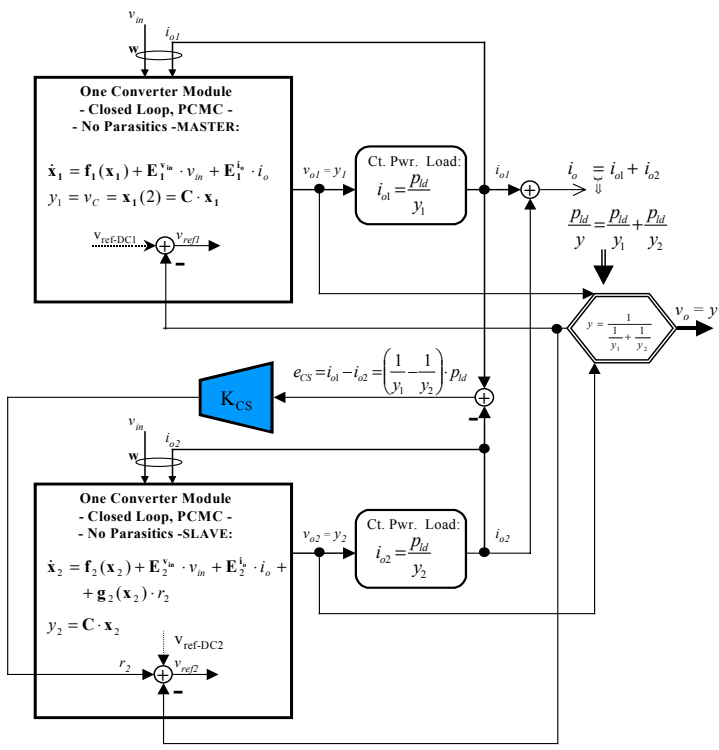 v_in
i_o1
w
One Converter Module
- Closed Loop, PCMC -
- No Parasitics -MASTER:
ẋ₁ = f₁(x₁) + E₁^{v_in} · v_in + E₁^{i_o} · i_o
y₁ = v_C = x₁(2) = C · x₁
v_ref-DC1
+
v_ref1
-
v_o1 = y₁
Ct. Pwr. Load:
i_o1 = p_ld / y₁
i_o1
+
i_o = i_o1 + i_o2
⇓
p_ld / y = p_ld / y₁ + p_ld / y₂
y = 1 / (1/y₁ + 1/y₂)
v_o = y
e_CS = i_o1 - i_o2 = (1/y₁ - 1/y₂) · p_ld
K_CS
+
-
v_in
i_o2
w
One Converter Module
- Closed Loop, PCMC -
- No Parasitics -SLAVE:
ẋ₂ = f₂(x₂) + E₂^{v_in} · v_in + E₂^{i_o} · i_o +
+ g₂(x₂) · r₂
y₂ = C · x₂
v_ref-DC2
r₂
+
v_ref2
-
v_o2 = y₂
Ct. Pwr. Load:
i_o2 = p_ld / y₂
i_o2